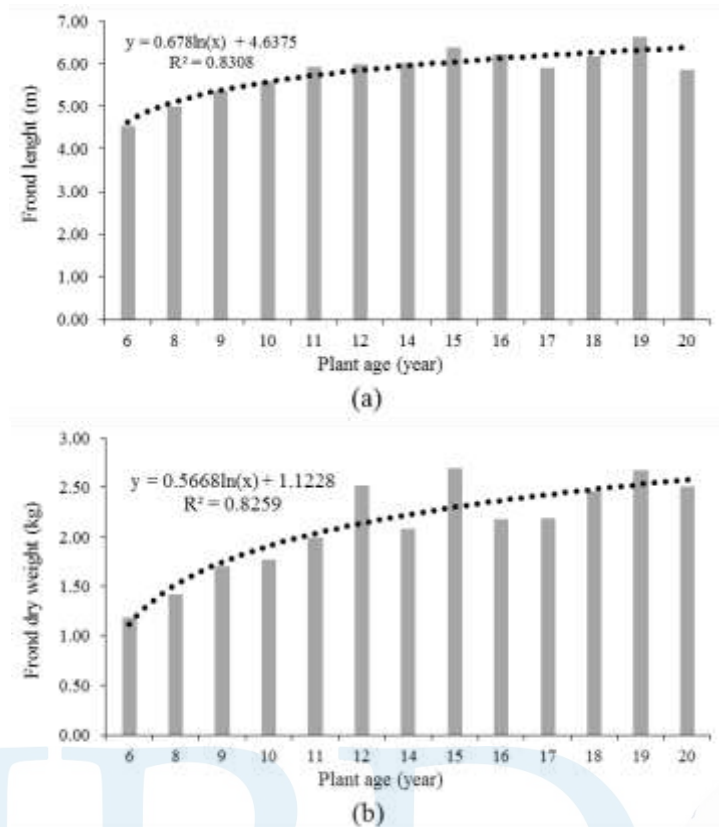 7.00
6.00
5.00
4.00
3.00
2.00
1.00
0.00
Frond lenght (m)
y = 0.678ln(x) + 4.6375
R² = 0.8308
6 8 9 10 11 12 14 15 16 17 18 19 20
Plant age (year)
(a)
3.00
2.50
2.00
1.50
1.00
0.50
0.00
Frond dry weight (kg)
y = 0.5668ln(x) + 1.1228
R² = 0.8259
6 8 9 10 11 12 14 15 16 17 18 19 20
Plant age (year)
(b)